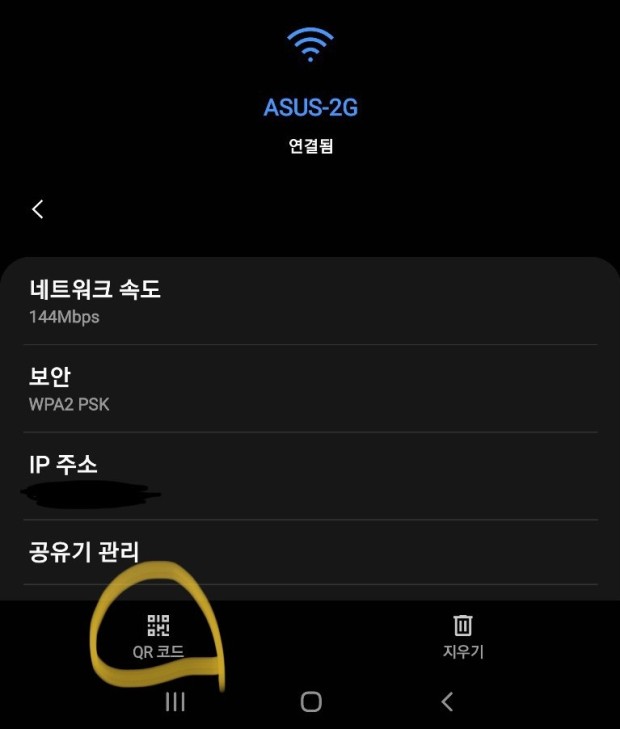 ASUS-2G
연결됨
네트워크 속도
144Mbps
보안
WPA2 PSK
IP 주소
공유기 관리
QR 코드
지우기